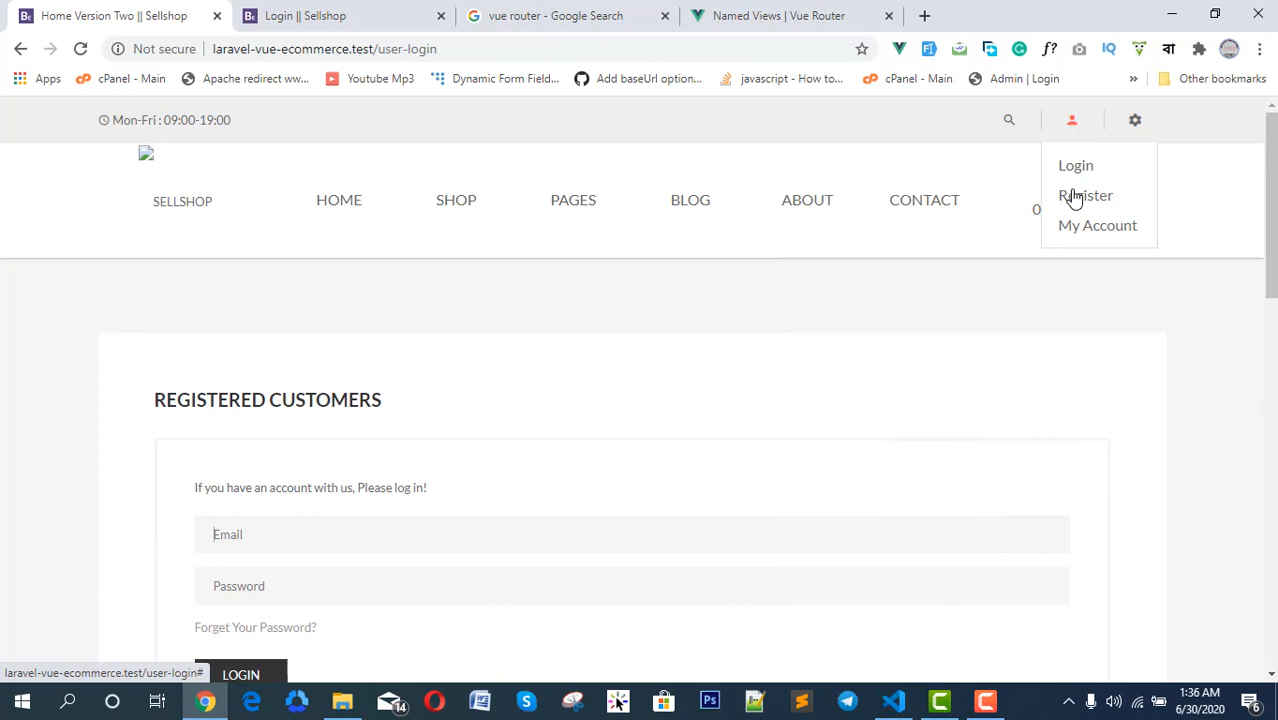 Home Version Two || Sellshop
Login || Sellshop
vue router - Google Search
Named Views | Vue Router
Not secure
laravel-vue-ecommerce.test/user-login
Apps
cPanel - Main
Apache redirect ww...
Youtube Mp3
Dynamic Form Field...
Add baseUrl option...
javascript - How to...
cPanel - Main
Admin | Login
Other bookmarks
Mon-Fri : 09:00-19:00
SELLSHOP
HOME
SHOP
PAGES
BLOG
ABOUT
CONTACT
0
Login
Register
My Account
REGISTERED CUSTOMERS
If you have an account with us, Please log in!
Email
Password
Forget Your Password?
LOGIN
laravel-vue-ecommerce.test/user-login#
14
1:36 AM
6/30/2020
6